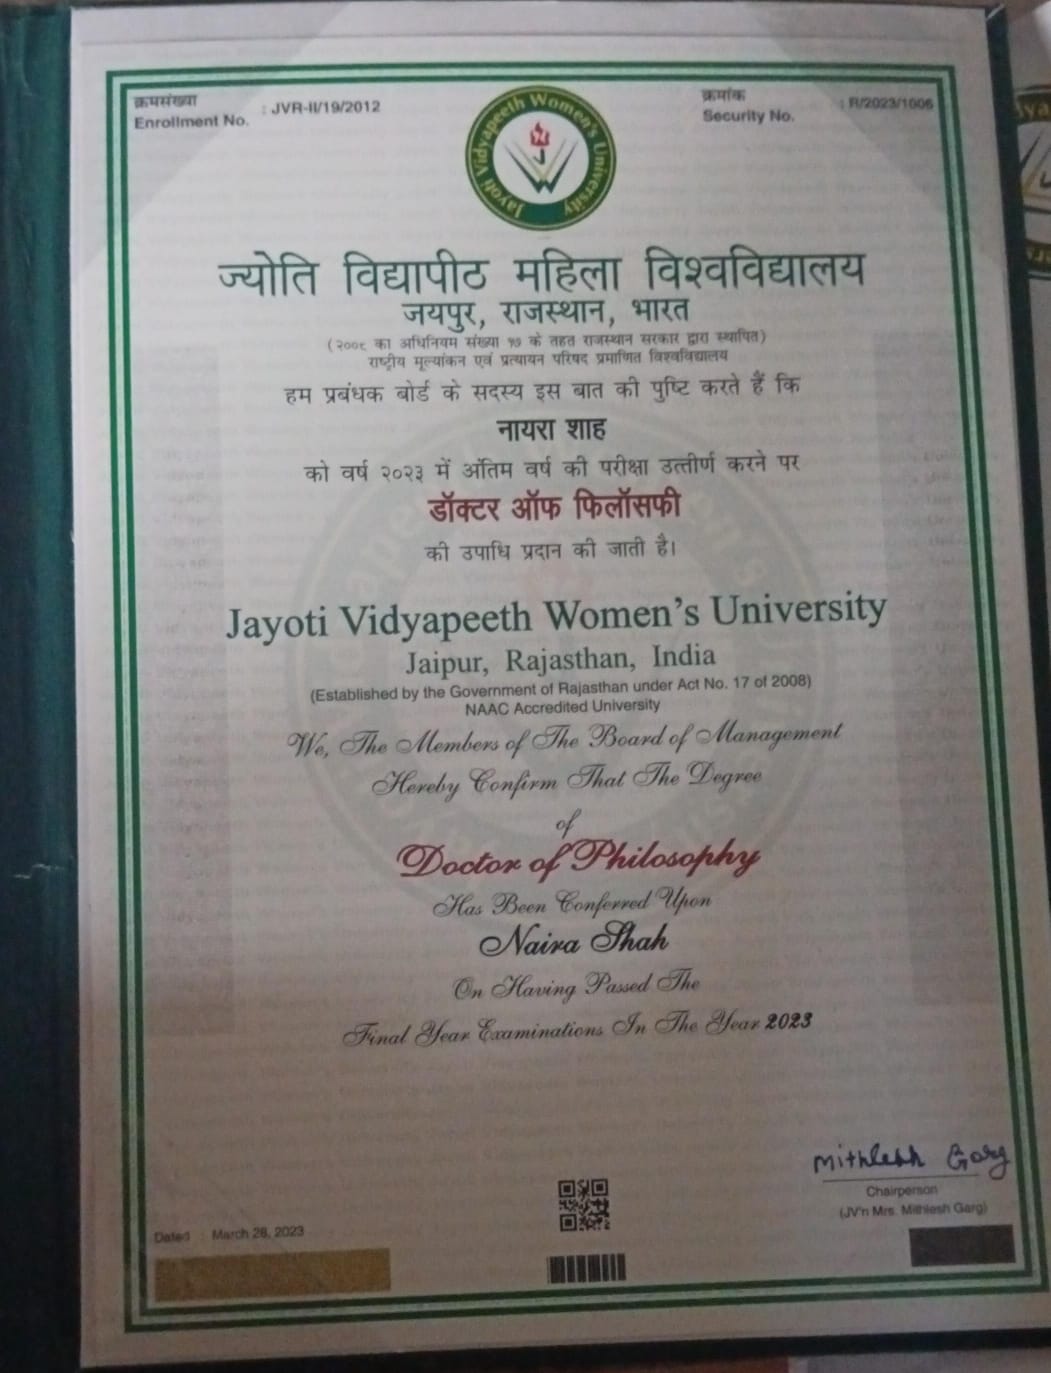 क्रमसंख्या
Enrollment No. : JVR-II/19/2012
क्रमांक
Security No. : R/2023/1006
Jayoti Vidyapeeth Women's University
ज्योति विद्यापीठ महिला विश्वविद्यालय
जयपुर, राजस्थान, भारत
(२००८ का अधिनियम संख्या १७ के तहत राजस्थान सरकार द्वारा स्थापित)
राष्ट्रीय मूल्यांकन एवं प्रत्यायन परिषद प्रमाणित विश्वविद्यालय
हम प्रबंधक बोर्ड के सदस्य इस बात की पुष्टि करते हैं कि
नायरा शाह
को वर्ष २०२३ में अंतिम वर्ष की परीक्षा उत्तीर्ण करने पर
डॉक्टर ऑफ फिलॉसफी
की उपाधि प्रदान की जाती है।
Jayoti Vidyapeeth Women's University
Jaipur, Rajasthan, India
(Established by the Government of Rajasthan under Act No. 17 of 2008)
NAAC Accredited University
We, The Members of The Board of Management
Hereby Confirm That The Degree
of
Doctor of Philosophy
Has Been Conferred Upon
Naira Shah
On Having Passed The
Final Year Examinations In The Year 2023
Mithlesh Garg
Chairperson
(JV'n Mrs. Mithlesh Garg)
Dated : March 28, 2023